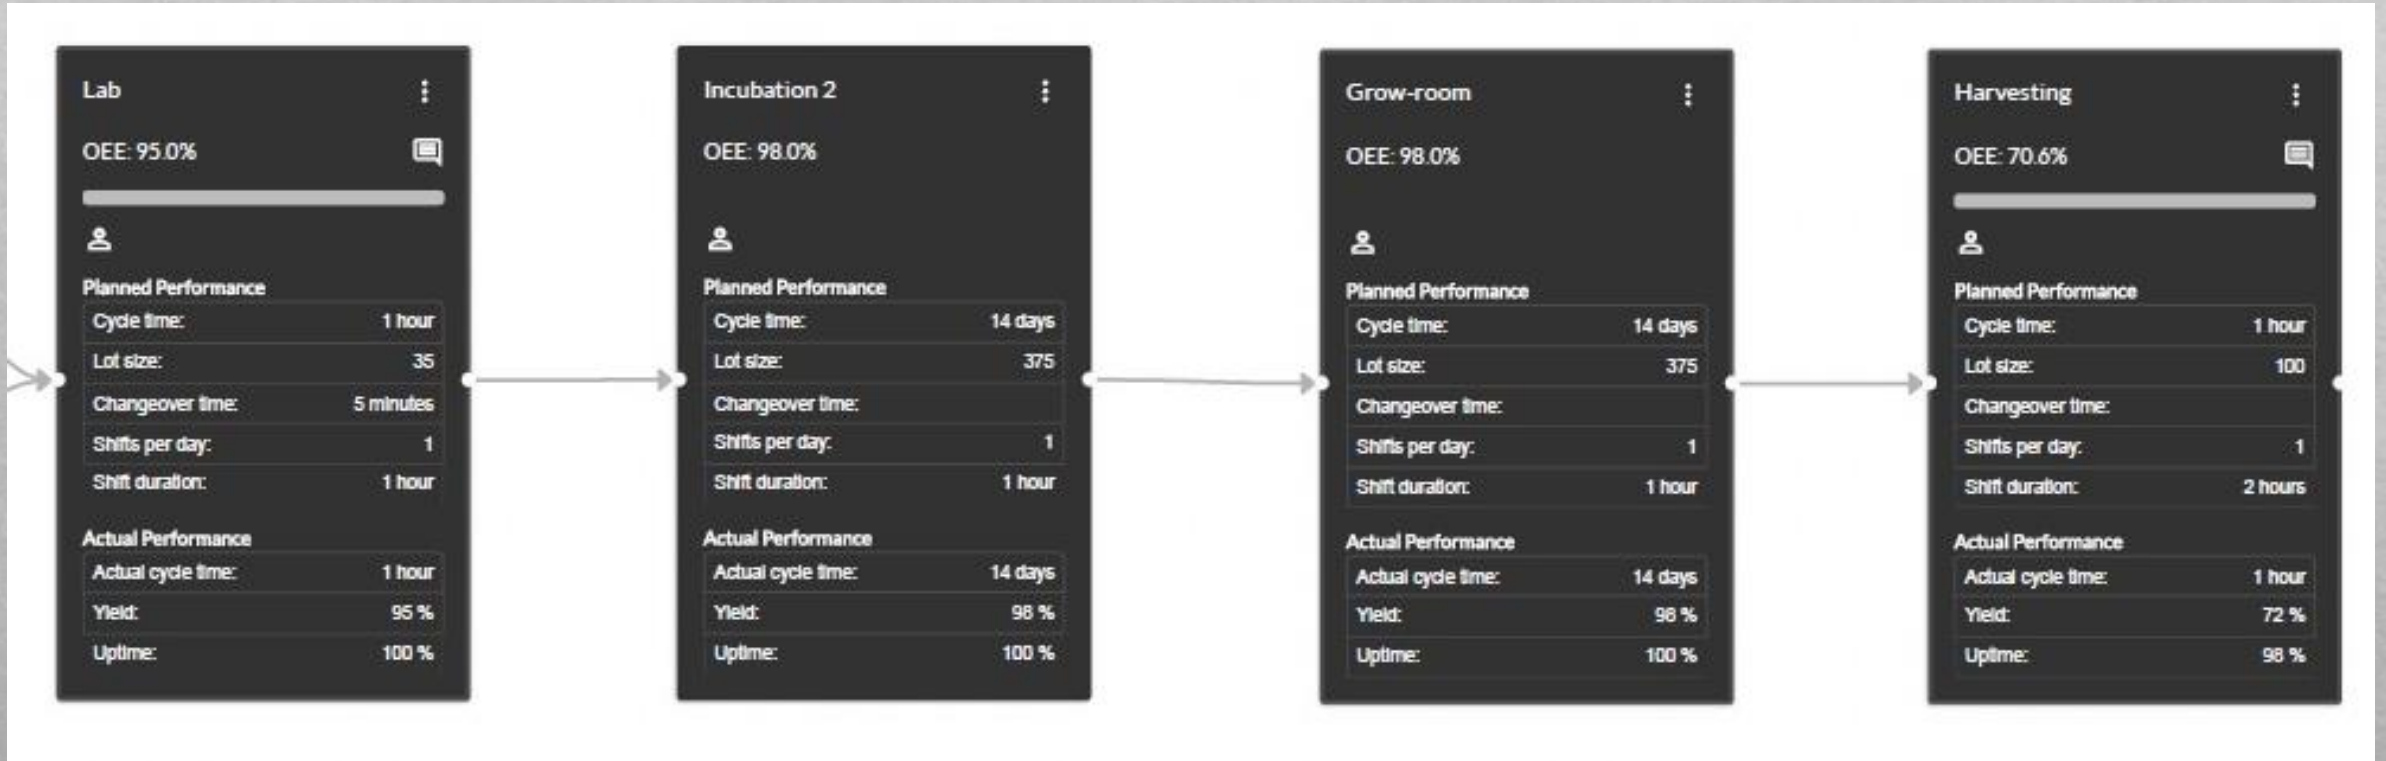 Lab
OEE: 95.0%
Planned Performance
Cycle time: 1 hour
Lot size: 35
Changeover time: 5 minutes
Shifts per day: 1
Shift duration: 1 hour
Actual Performance
Actual cycle time: 1 hour
Yield: 95 %
Uptime: 100 %
Incubation 2
OEE: 98.0%
Planned Performance
Cycle time: 14 days
Lot size: 375
Changeover time:
Shifts per day: 1
Shift duration: 1 hour
Actual Performance
Actual cycle time: 14 days
Yield: 98 %
Uptime: 100 %
Grow-room
OEE: 98.0%
Planned Performance
Cycle time: 14 days
Lot size: 375
Changeover time:
Shifts per day: 1
Shift duration: 1 hour
Actual Performance
Actual cycle time: 14 days
Yield: 98 %
Uptime: 100 %
Harvesting
OEE: 70.6%
Planned Performance
Cycle time: 1 hour
Lot size: 100
Changeover time:
Shifts per day: 1
Shift duration: 2 hours
Actual Performance
Actual cycle time: 1 hour
Yield: 72 %
Uptime: 98 %